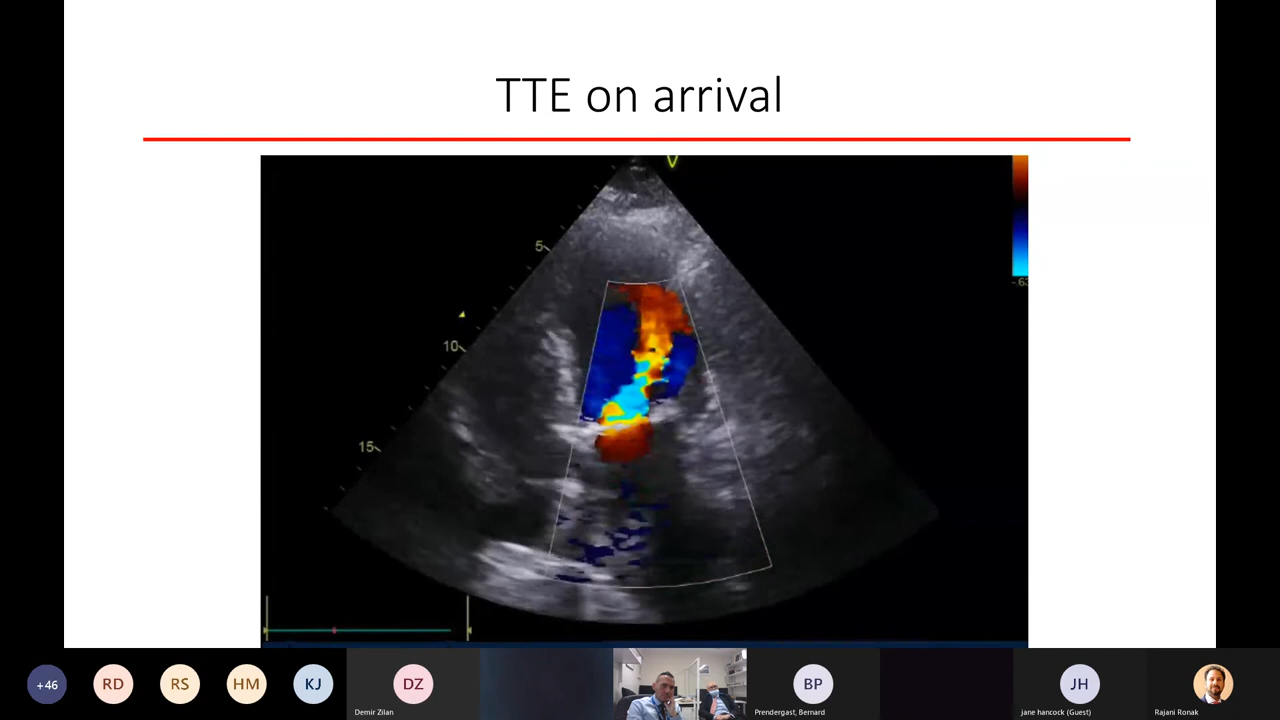 TTE on arrival
V
5
10
-.63
15
+46
RD
RS
HM
KJ
DZ
BP
JH
Demir Zilan
Prendergast, Bernard
jane hancock (Guest)
Rajani Ronak